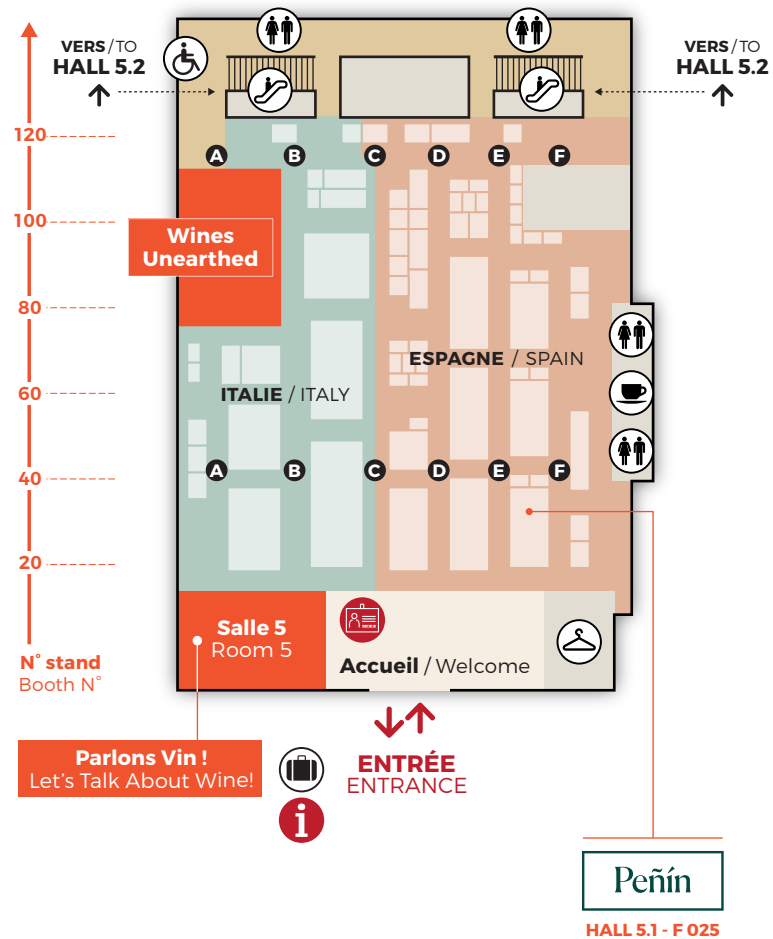 VERS / TO
HALL 5.2
VERS / TO
HALL 5.2
120
A B C D E F
100
Wines
Unearthed
80
ESPAGNE / SPAIN
60
ITALIE / ITALY
A B C D E F
40
20
Salle 5
Room 5
N° stand
Booth N°
Accueil / Welcome
Parlons Vin !
Let's Talk About Wine!
ENTRÉE
ENTRANCE
i
Peñín
HALL 5.1 - F 025